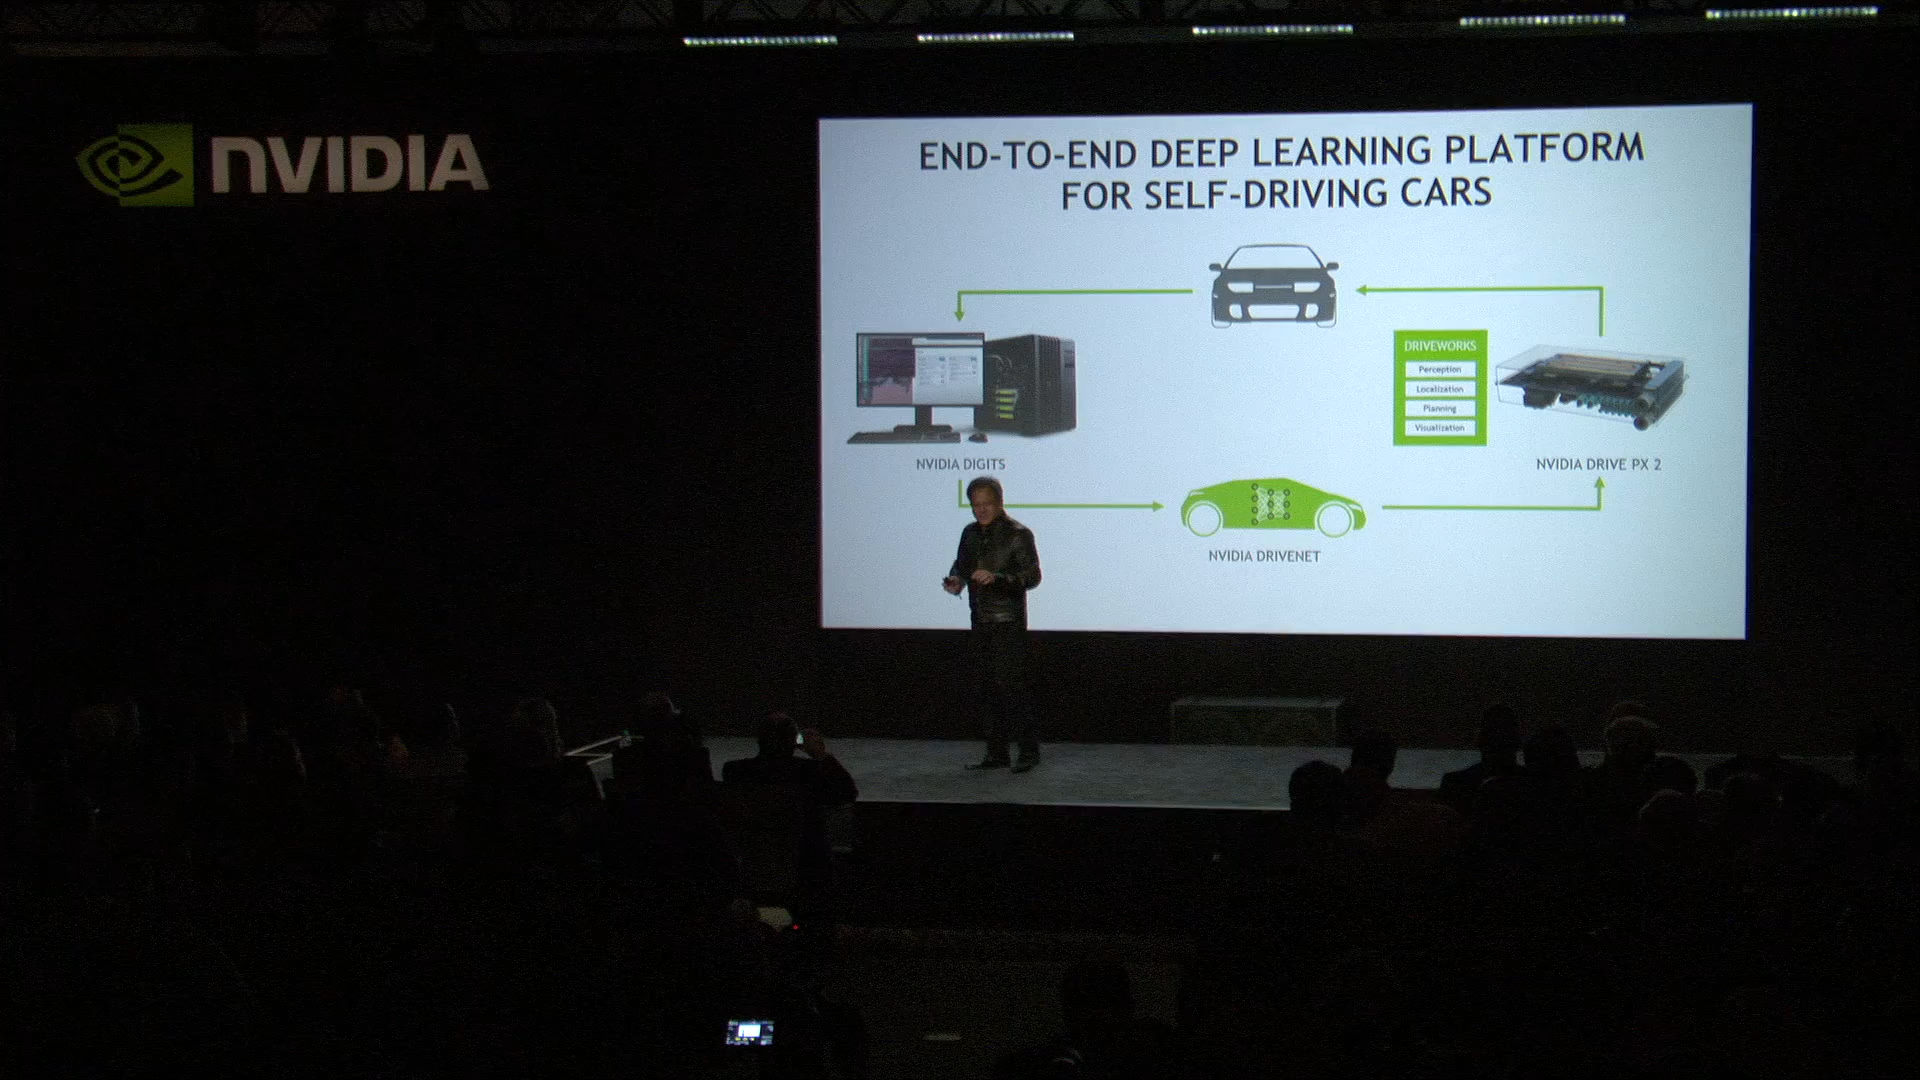 NVIDIA
END-TO-END DEEP LEARNING PLATFORM
FOR SELF-DRIVING CARS
DRIVEWORKS
Perception
Localization
Planning
Visualization
NVIDIA DIGITS
NVIDIA DRIVE PX 2
NVIDIA DRIVENET